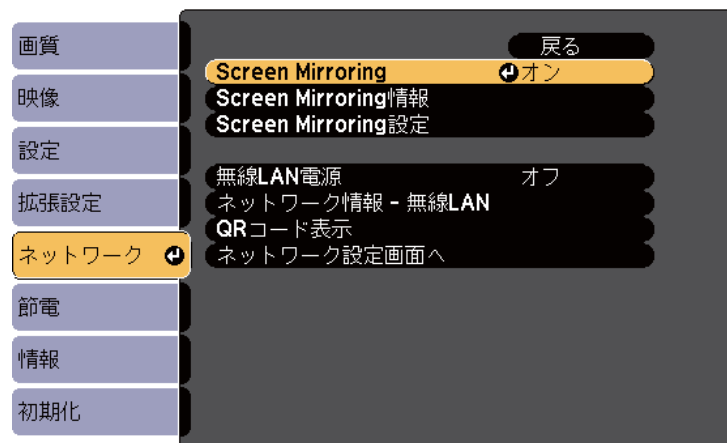 画質
映像
設定
拡張設定
ネットワーク
節電
情報
初期化
戻る
Screen Mirroring オン
Screen Mirroring情報
Screen Mirroring設定
無線LAN電源 オフ
ネットワーク情報 - 無線LAN
QRコード表示
ネットワーク設定画面へ